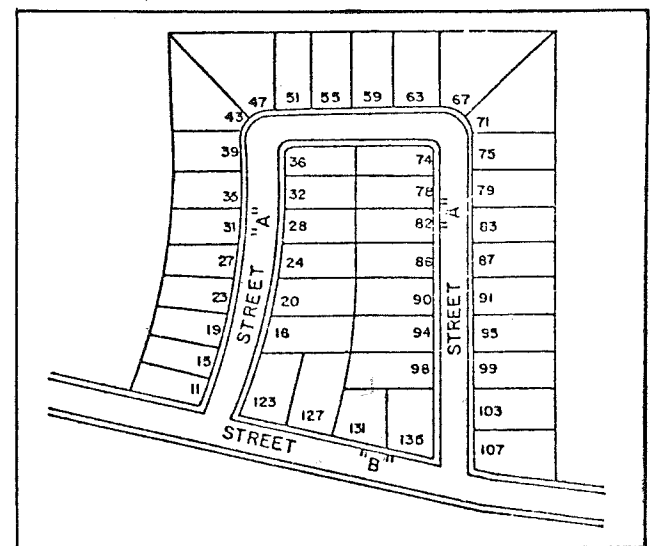 47 51 55 59 63 67
43 71
39 36 74 75
35 32 78 79
31 "A" 28 82 "A" 83
27 24 86 87
23 20 90 91
19 STREET 16 94 STREET 95
15 98 99
11 123 127 131 135 103
STREET "B" 107